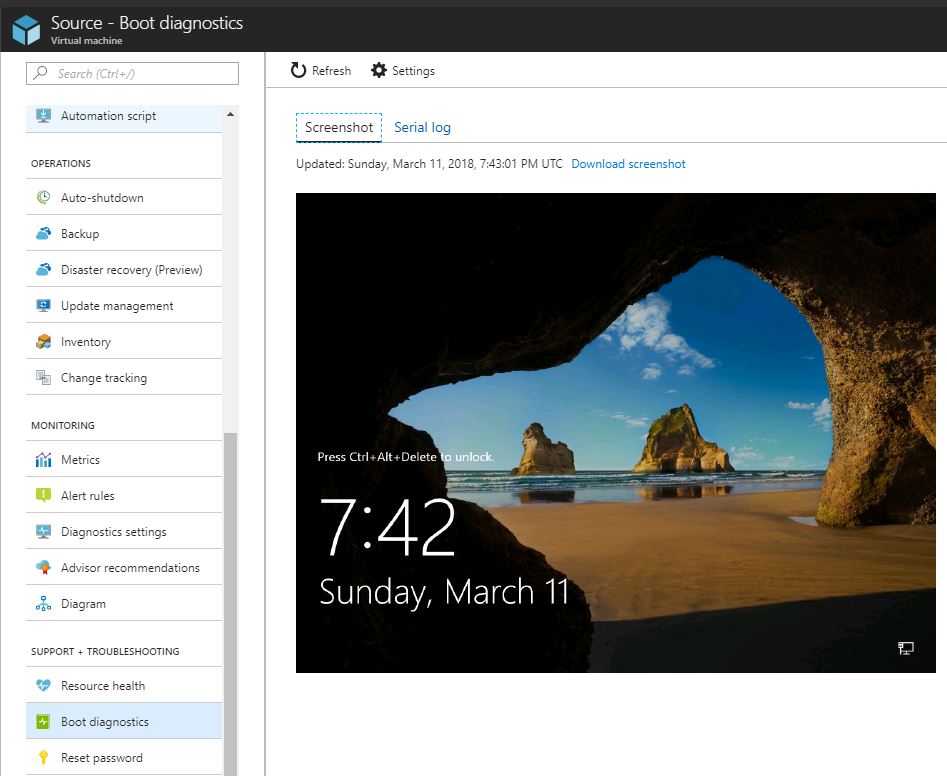 Source - Boot diagnostics
Virtual machine
Search (Ctrl+/)
Automation script
OPERATIONS
Auto-shutdown
Backup
Disaster recovery (Preview)
Update management
Inventory
Change tracking
MONITORING
Metrics
Alert rules
Diagnostics settings
Advisor recommendations
Diagram
SUPPORT + TROUBLESHOOTING
Resource health
Boot diagnostics
Reset password
Refresh Settings
Screenshot Serial log
Updated: Sunday, March 11, 2018, 7:43:01 PM UTC Download screenshot
Press Ctrl+Alt+Delete to unlock.
7:42
Sunday, March 11